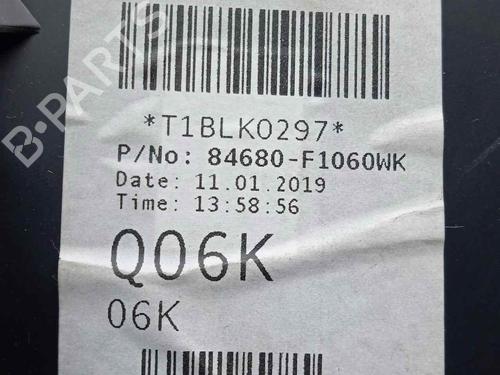 *T1BLK0297*
P/No: 84680-F1060WK
Date: 11.01.2019
Time: 13:58:56
Q06K
06K
B-PARTS